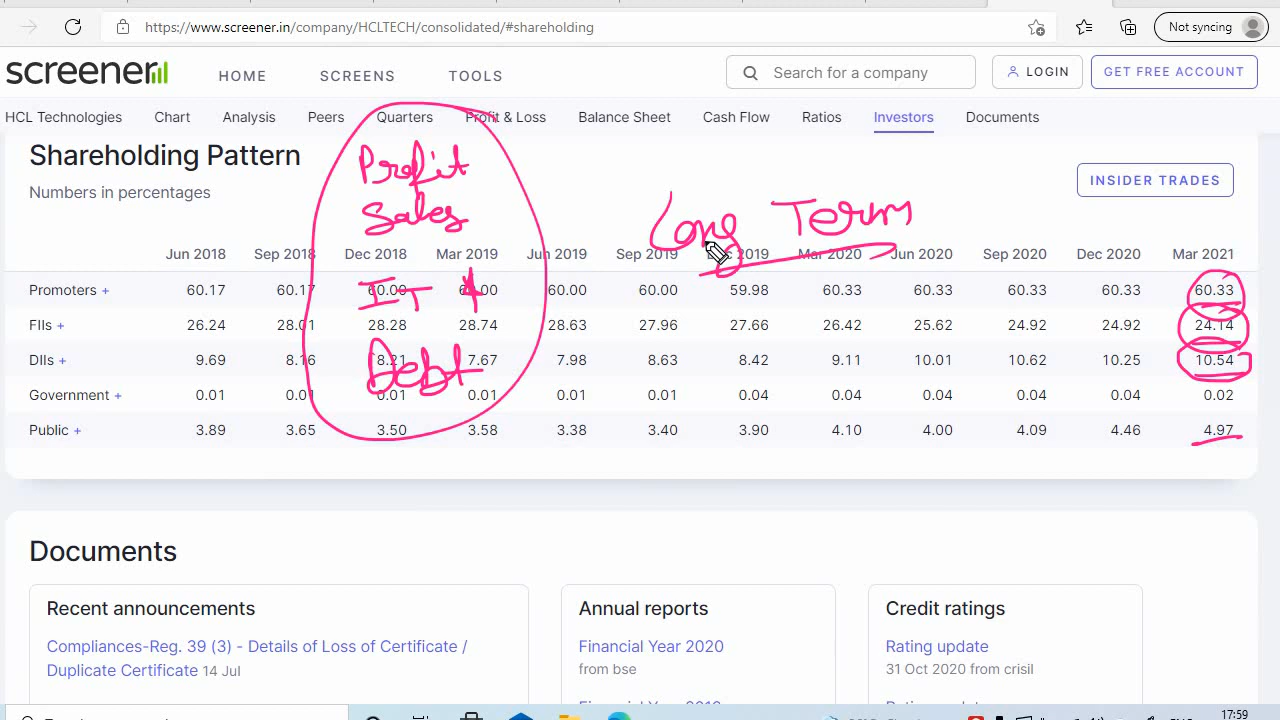 https://www.screener.in/company/HCLTECH/consolidated/#shareholding
Not syncing
screener
HOME
SCREENS
TOOLS
Search for a company
LOGIN
GET FREE ACCOUNT
HCL Technologies Chart Analysis Peers Quarters Profit & Loss Balance Sheet Cash Flow Ratios Investors Documents
Shareholding Pattern
Numbers in percentages
INSIDER TRADES
Profit
Sales
IT
Debt
Long Term
Jun 2018 Sep 2018 Dec 2018 Mar 2019 Jun 2019 Sep 2019 Dec 2019 Mar 2020 Jun 2020 Sep 2020 Dec 2020 Mar 2021
Promoters + 60.17 60.17 60.00 60.00 60.00 60.00 59.98 60.33 60.33 60.33 60.33 60.33
FIIs + 26.24 28.01 28.28 28.74 28.63 27.96 27.66 26.42 25.62 24.92 24.92 24.14
DIIs + 9.69 8.16 8.21 7.67 7.98 8.63 8.42 9.11 10.01 10.62 10.25 10.54
Government + 0.01 0.01 0.01 0.01 0.01 0.01 0.04 0.04 0.04 0.04 0.04 0.02
Public + 3.89 3.65 3.50 3.58 3.38 3.40 3.90 4.10 4.00 4.09 4.46 4.97
Documents
Recent announcements
Compliances-Reg. 39 (3) - Details of Loss of Certificate /
Duplicate Certificate 14 Jul
Annual reports
Financial Year 2020
from bse
Credit ratings
Rating update
31 Oct 2020 from crisil
17:59